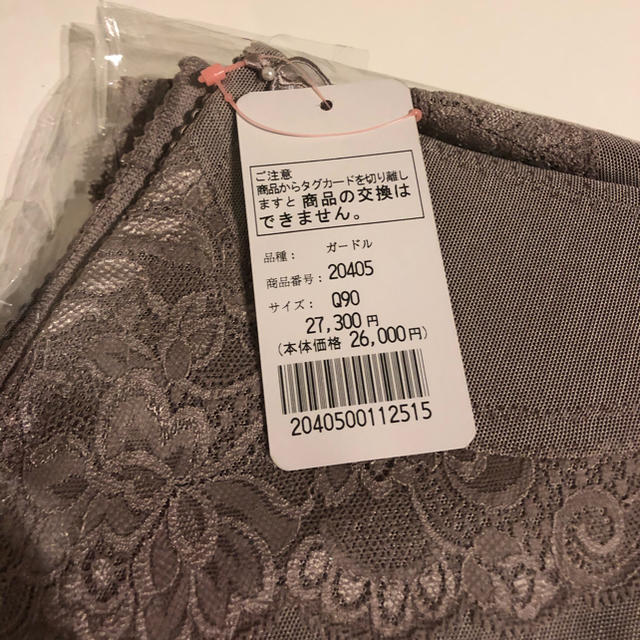 ご注意
商品からタグカードを切り離し
ますと 商品の交換は
できません。
品種： ガードル
商品番号： 20405
サイズ： Q90
27,300円
(本体価格 26,000円)
2040500112515